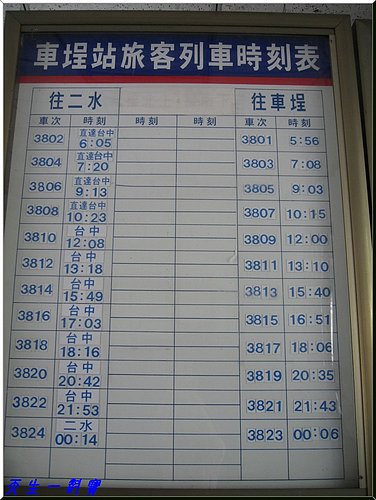 車埕站旅客列車時刻表
往二水 往車埕
車次 時刻 時刻 時刻 車次 時刻
3802 直達台中 6:05 3801 5:56
3804 直達台中 7:20 3803 7:08
3806 直達台中 9:13 3805 9:03
3808 直達台中 10:23 3807 10:15
3810 台中 12:08 3809 12:00
3812 台中 13:18 3811 13:10
3814 台中 15:49 3813 15:40
3816 台中 17:03 3815 16:51
3818 台中 18:16 3817 18:06
3820 台中 20:42 3819 20:35
3822 台中 21:53 3821 21:43
3824 二水 00:14 3823 00:06